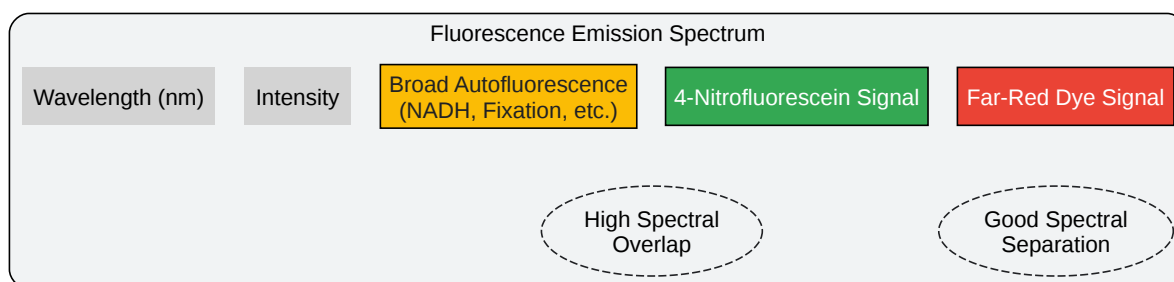 Fluorescence Emission Spectrum
Wavelength (nm)
Intensity
Broad Autofluorescence
(NADH, Fixation, etc.)
4-Nitrofluorescein Signal
Far-Red Dye Signal
High Spectral
Overlap
Good Spectral
Separation